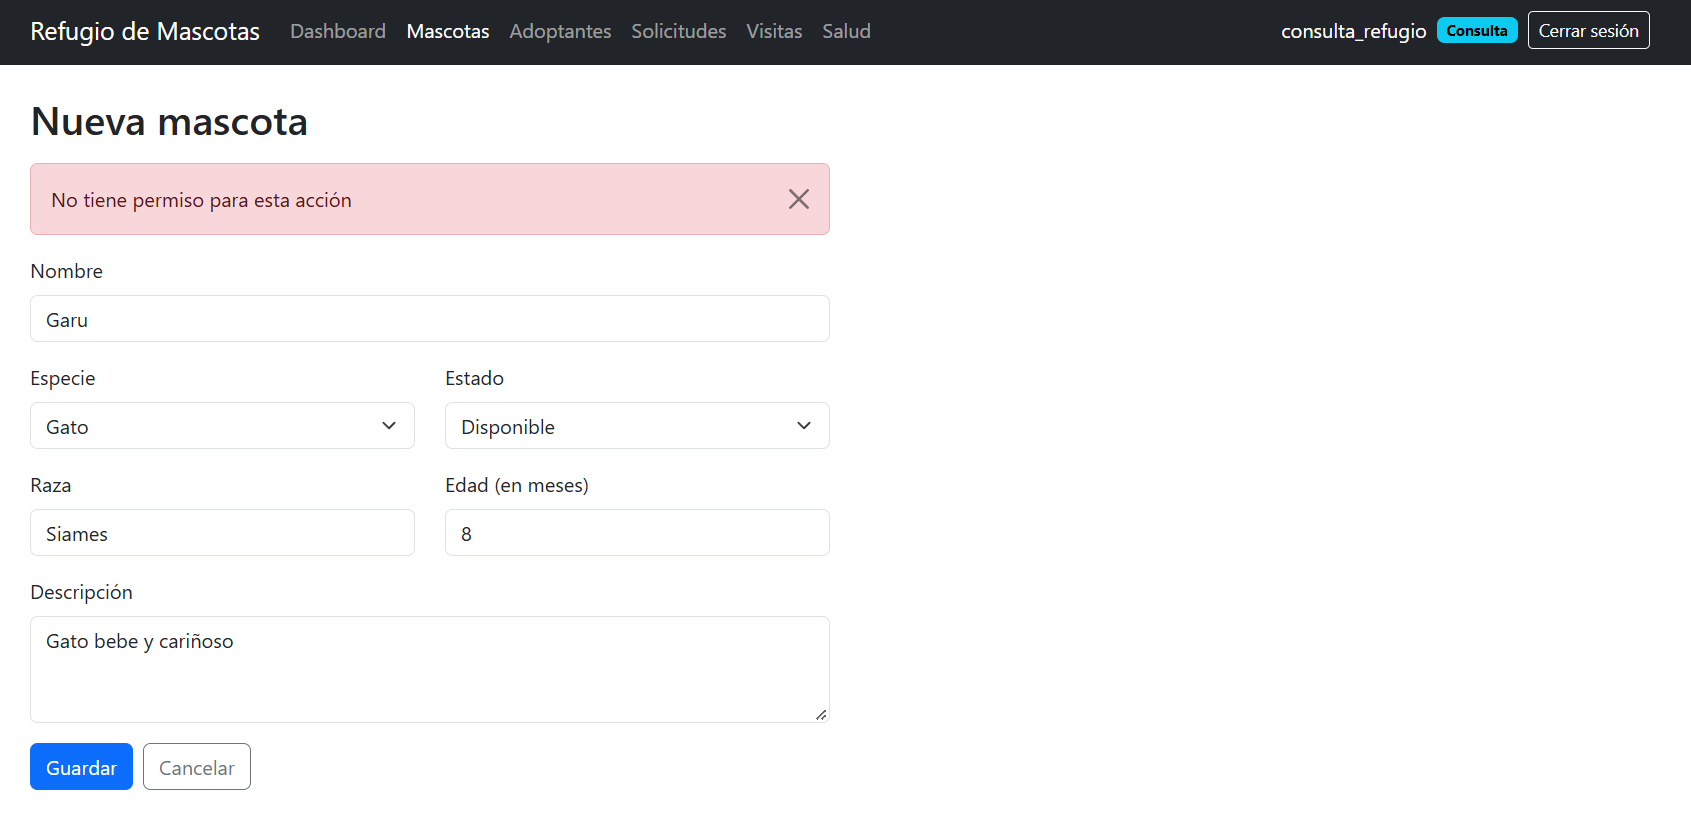 Refugio de Mascotas Dashboard Mascotas Adoptantes Solicitudes Visitas Salud consulta_refugio Consulta Cerrar sesión
Nueva mascota
No tiene permiso para esta acción
Nombre
Garu
Especie Estado
Gato Disponible
Raza Edad (en meses)
Siames 8
Descripción
Gato bebe y cariñoso
Guardar Cancelar